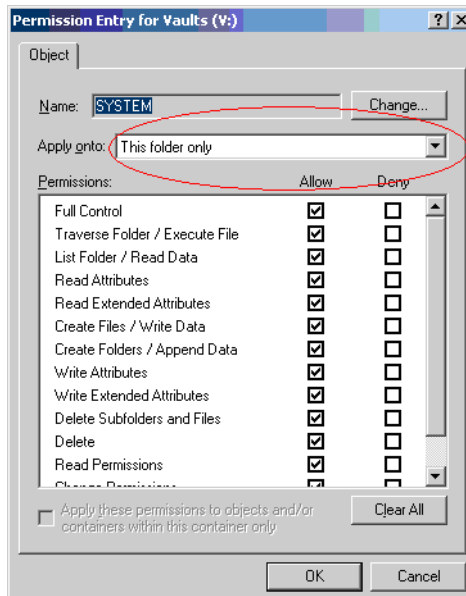 Permission Entry for Vaults (V:)
Object
Name: SYSTEM Change...
Apply onto: This folder only
Permissions: Allow Deny
Full Control
Traverse Folder / Execute File
List Folder / Read Data
Read Attributes
Read Extended Attributes
Create Files / Write Data
Create Folders / Append Data
Write Attributes
Write Extended Attributes
Delete Subfolders and Files
Delete
Read Permissions
Change Permissions
Apply these permissions to objects and/or
containers within this container only
Clear All
OK Cancel